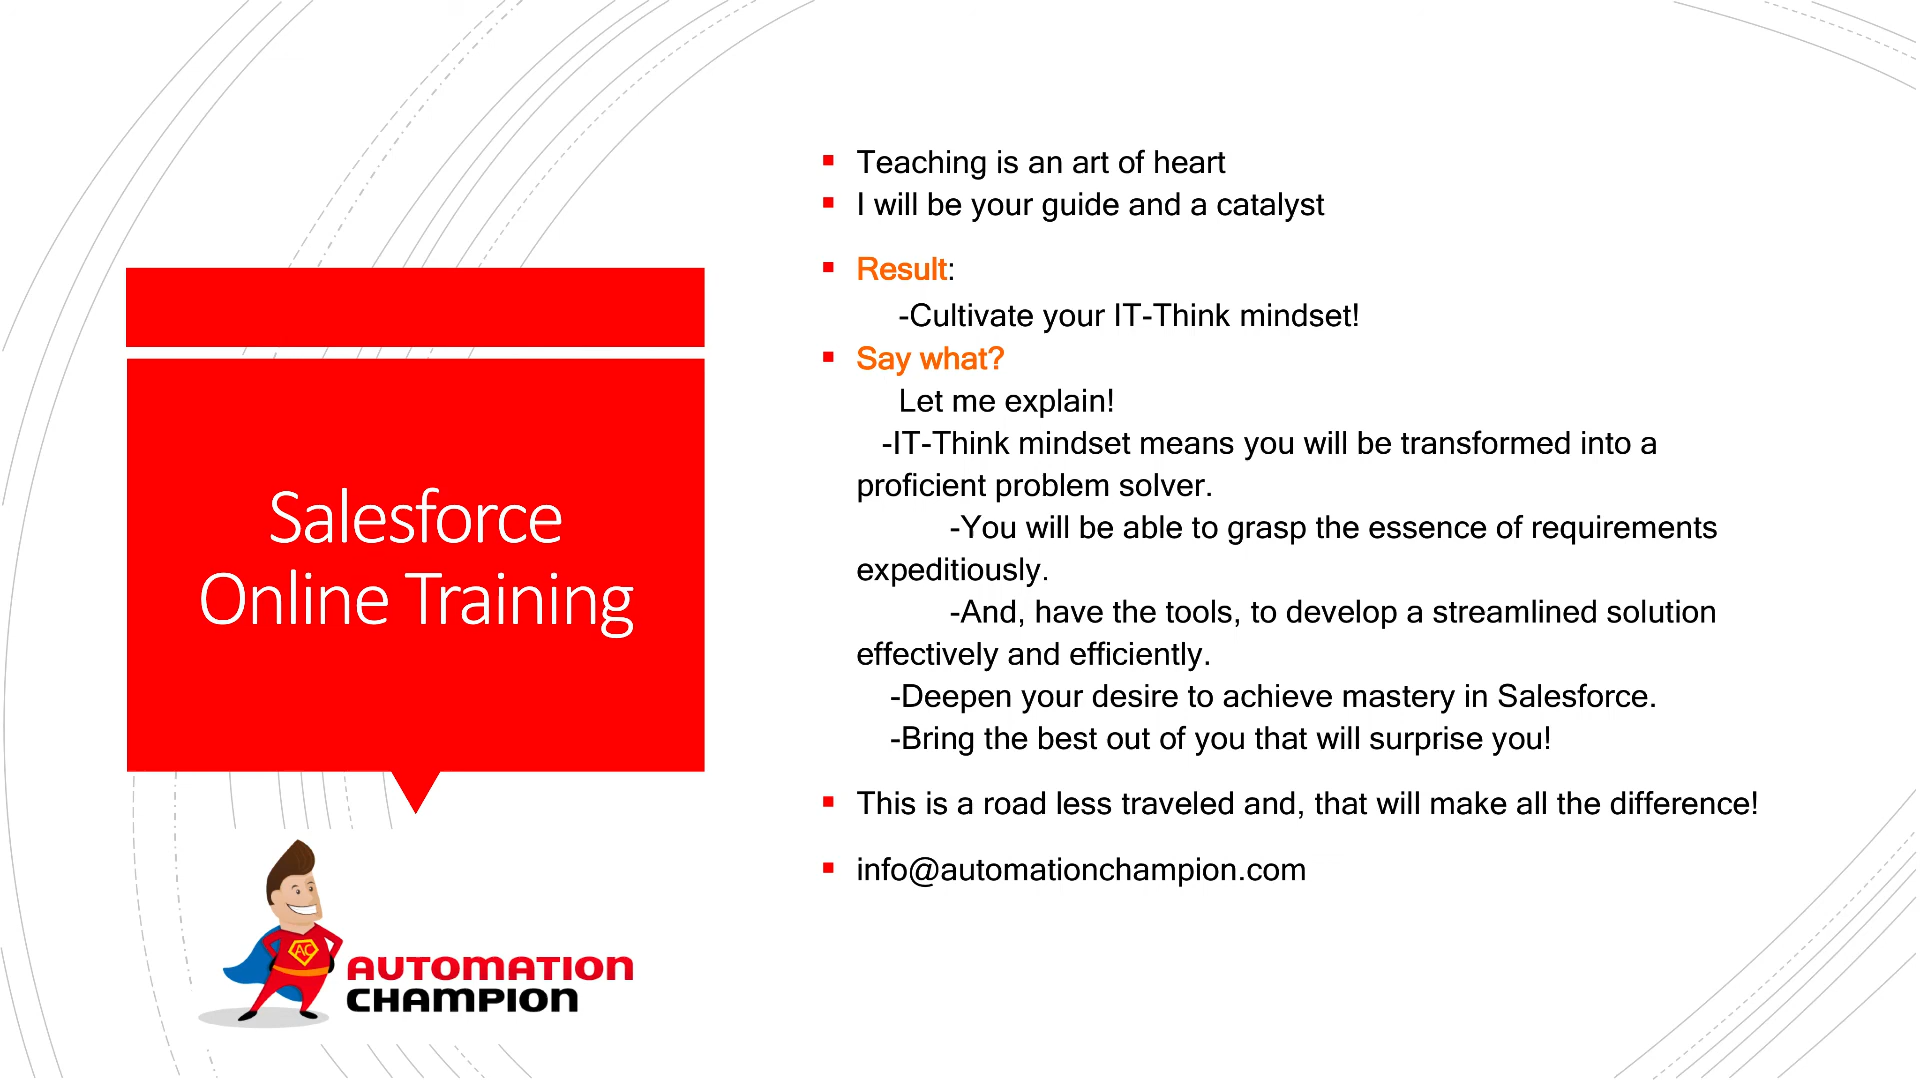 Teaching is an art of heart
I will be your guide and a catalyst
Result:
-Cultivate your IT-Think mindset!
Say what?
Let me explain!
-IT-Think mindset means you will be transformed into a
proficient problem solver.
-You will be able to grasp the essence of requirements
expeditiously.
-And, have the tools, to develop a streamlined solution
effectively and efficiently.
-Deepen your desire to achieve mastery in Salesforce.
-Bring the best out of you that will surprise you!
This is a road less traveled and, that will make all the difference!
info@automationchampion.com
Salesforce
Online Training
AC
AUTOMATION
CHAMPION